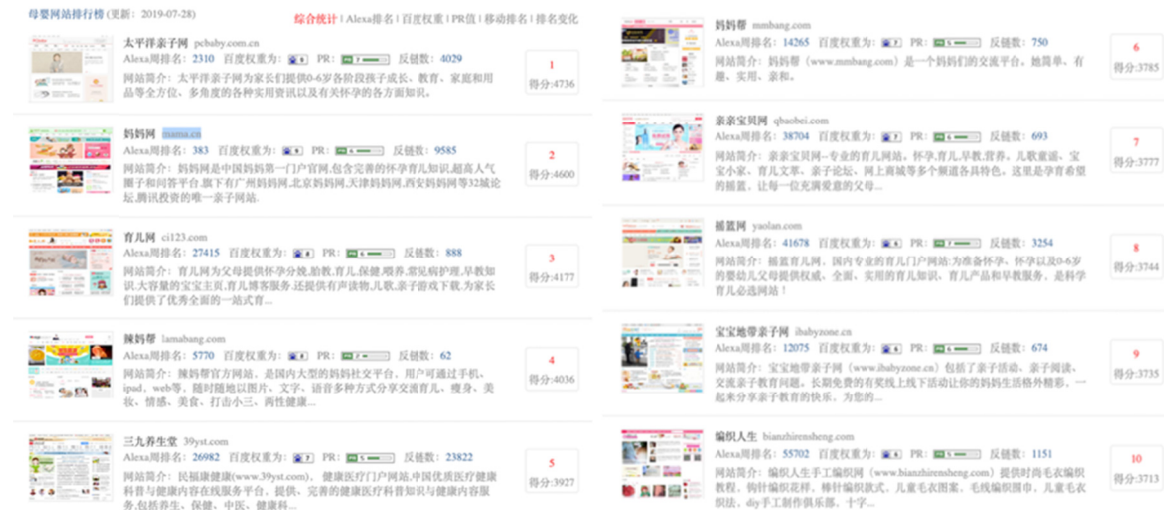 母婴网站排行榜 (更新：2019-07-28)
综合统计 | Alexa排名 | 百度权重 | PR值 | 移动排名 | 排名变化
太平洋亲子网 pcbaby.com.cn
Alexa周排名： 2310 百度权重为： 8 PR： 7 反链数： 4029
网站简介：太平洋亲子网为家长们提供0-6岁各阶段孩子成长、教育、家庭和用
品等全方位、多角度的各种实用资讯以及有关怀孕的各方面知识。
1
得分:4736
妈妈网 mama.cn
Alexa周排名： 383 百度权重为： 9 PR： 6 反链数： 9585
网站简介：妈妈网是中国妈妈第一门户官网,包含完善的怀孕育儿知识,超高人气
圈子和问答平台.旗下有广州妈妈网,北京妈妈网,天津妈妈网,西安妈妈网等32城论
坛,腾讯投资的唯一亲子网站.
2
得分:4600
育儿网 ci123.com
Alexa周排名： 27415 百度权重为： 8 PR： 6 反链数： 888
网站简介：育儿网为父母提供怀孕分娩,胎教,育儿,保健,喂养,常见病护理,早教知
识,大容量的宝宝主页,育儿博客服务.还提供有声读物,儿歌,亲子游戏下载.为家长
们提供了优秀全面的一站式育...
3
得分:4177
辣妈帮 lamabang.com
Alexa周排名： 5770 百度权重为： 8 PR： 2 反链数： 62
网站简介：辣妈帮官方网站，是国内大型的妈妈社交平台，用户可通过手机、
ipad，web等，随时随地以图片、文字、语音多种方式分享交流育儿、瘦身、美
妆、情感、美食、打击小三、两性健康...
4
得分:4036
三九养生堂 39yst.com
Alexa周排名： 26982 百度权重为： 7 PR： 5 反链数： 23822
网站简介：民福康健康(www.39yst.com)， 健康医疗门户网站,中国优质医疗健康
科普与健康内容在线服务平台，提供、完善的健康医疗科普知识与健康内容服
务,包括养生、保健、中医、健康科...
5
得分:3927
妈妈帮 mmbang.com
Alexa周排名： 14265 百度权重为： 7 PR： 5 反链数： 750
网站简介：妈妈帮（www.mmbang.com）是一个妈妈们的交流平台。她简单、有
趣、实用、亲和。
6
得分:3785
亲亲宝贝网 qbaobei.com
Alexa周排名： 38704 百度权重为： 7 PR： 6 反链数： 693
网站简介：亲亲宝贝网--专业的育儿网站。怀孕,育儿,早教,营养。儿歌童谣、宝
宝小家、育儿文萃、亲子论坛、网上商城等多个频道各具特色。这里是孕育希望
的摇篮，让每一位充满爱意的父母...
7
得分:3777
摇篮网 yaolan.com
Alexa周排名： 41678 百度权重为： 6 PR： 7 反链数： 3254
网站简介：摇篮育儿网，国内专业的育儿门户网站:为准备怀孕、怀孕以及0-6岁
的婴幼儿父母提供权威、全面、实用的育儿知识、育儿产品和早教服务。是科学
育儿必选网站！
8
得分:3744
宝宝地带亲子网 ibabyzone.cn
Alexa周排名： 12075 百度权重为： 6 PR： 6 反链数： 674
网站简介：宝宝地带亲子网（www.ibabyzone.cn）包括了亲子活动、亲子阅读、
交流亲子教育问题。长期免费的有奖线上线下活动让你的妈妈生活格外精彩，一
起来分享亲子教育的快乐。为您的...
9
得分:3735
编织人生 bianzhirensheng.com
Alexa周排名： 55702 百度权重为： 6 PR： 5 反链数： 1151
网站简介：编织人生手工编织网（www.bianzhirensheng.com）提供时尚毛衣编织
教程，钩针编织花样，棒针编织款式，儿童毛衣图案，毛线编织围巾，儿童毛衣
织法，diy手工制作俱乐部，十字...
10
得分:3713